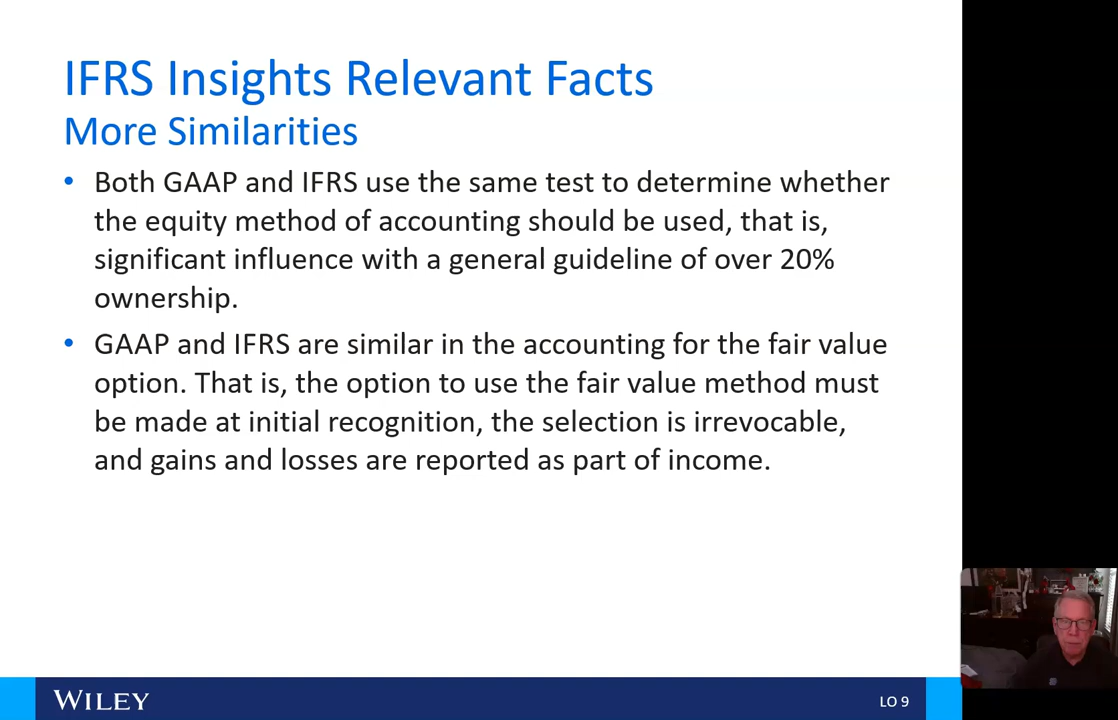 IFRS Insights Relevant Facts
More Similarities
• Both GAAP and IFRS use the same test to determine whether
the equity method of accounting should be used, that is,
significant influence with a general guideline of over 20%
ownership.
• GAAP and IFRS are similar in the accounting for the fair value
option. That is, the option to use the fair value method must
be made at initial recognition, the selection is irrevocable,
and gains and losses are reported as part of income.
WILEY
LO 9